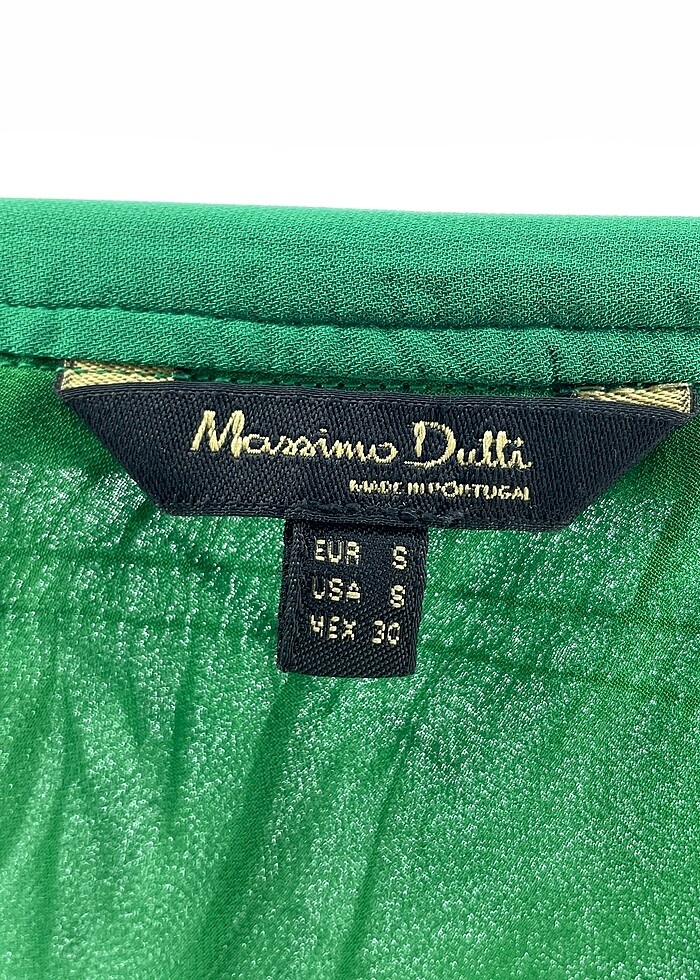 Massimo Dutti
MADE IN PORTUGAL
EUR S
USA S
MEX 30